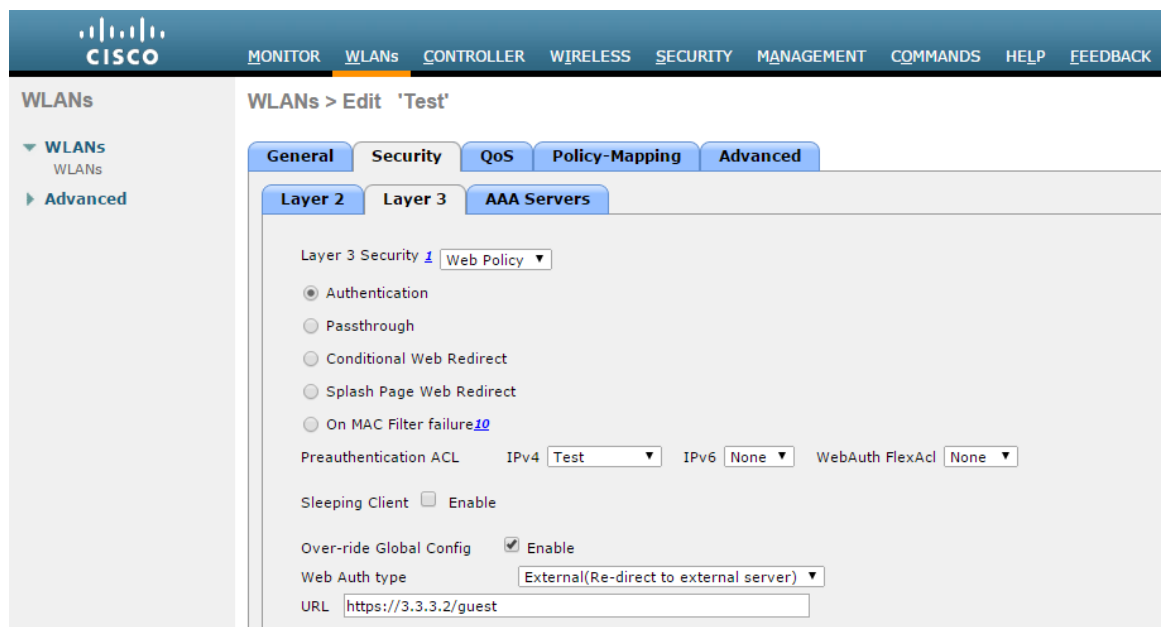 CISCO
MONITOR WLANs CONTROLLER WIRELESS SECURITY MANAGEMENT COMMANDS HELP FEEDBACK
WLANs
WLANs > Edit 'Test'
WLANs
WLANs
Advanced
General Security QoS Policy-Mapping Advanced
Layer 2 Layer 3 AAA Servers
Layer 3 Security 1 Web Policy
Authentication
Passthrough
Conditional Web Redirect
Splash Page Web Redirect
On MAC Filter failure10
Preauthentication ACL IPv4 Test IPv6 None WebAuth FlexAcl None
Sleeping Client Enable
Over-ride Global Config Enable
Web Auth type External(Re-direct to external server)
URL https://3.3.3.2/guest